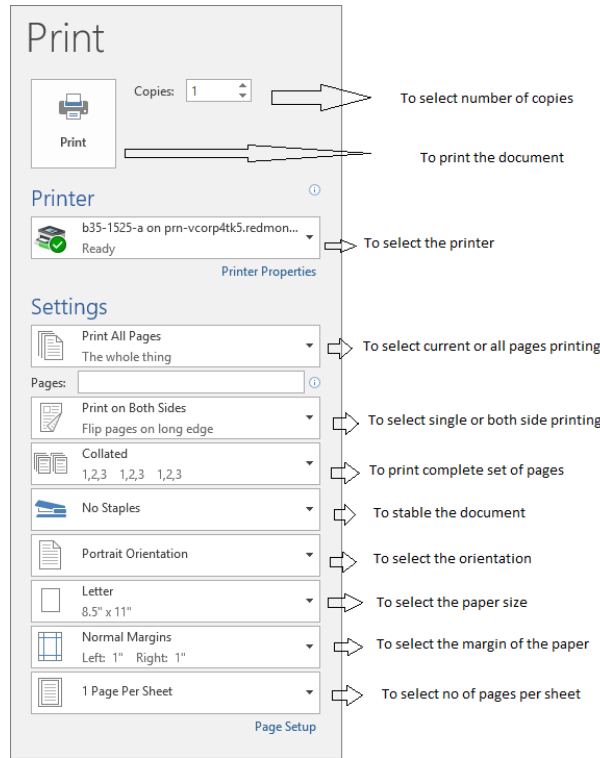 Print
Copies: 1
To select number of copies
Print
To print the document
Printer
b35-1525-a on prn-vcorp4tk5.redmon...
Ready
To select the printer
Printer Properties
Settings
Print All Pages
The whole thing
To select current or all pages printing
Pages:
Print on Both Sides
Flip pages on long edge
To select single or both side printing
Collated
1,2,3 1,2,3 1,2,3
To print complete set of pages
No Staples
To stable the document
Portrait Orientation
To select the orientation
Letter
8.5" x 11"
To select the paper size
Normal Margins
Left: 1" Right: 1"
To select the margin of the paper
1 Page Per Sheet
To select no of pages per sheet
Page Setup